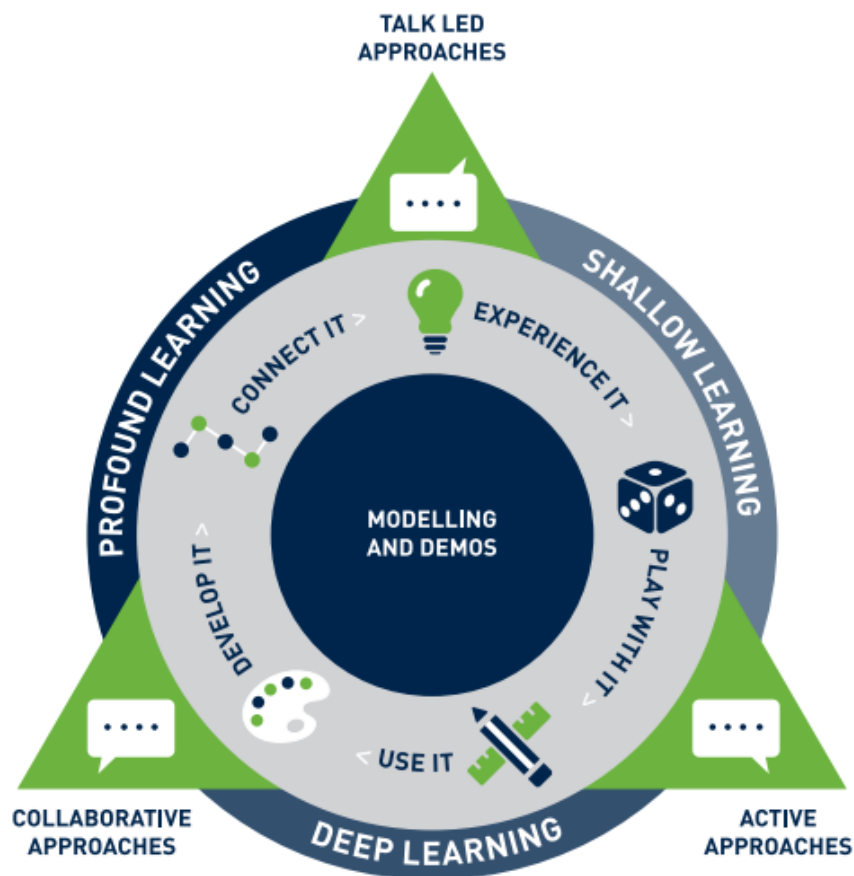 TALK LED
APPROACHES
PROFOUND LEARNING
SHALLOW LEARNING
CONNECT IT >
EXPERIENCE IT >
MODELLING
AND DEMOS
DEVELOP IT >
PLAY WITH IT >
< USE IT
COLLABORATIVE
APPROACHES
DEEP LEARNING
ACTIVE
APPROACHES